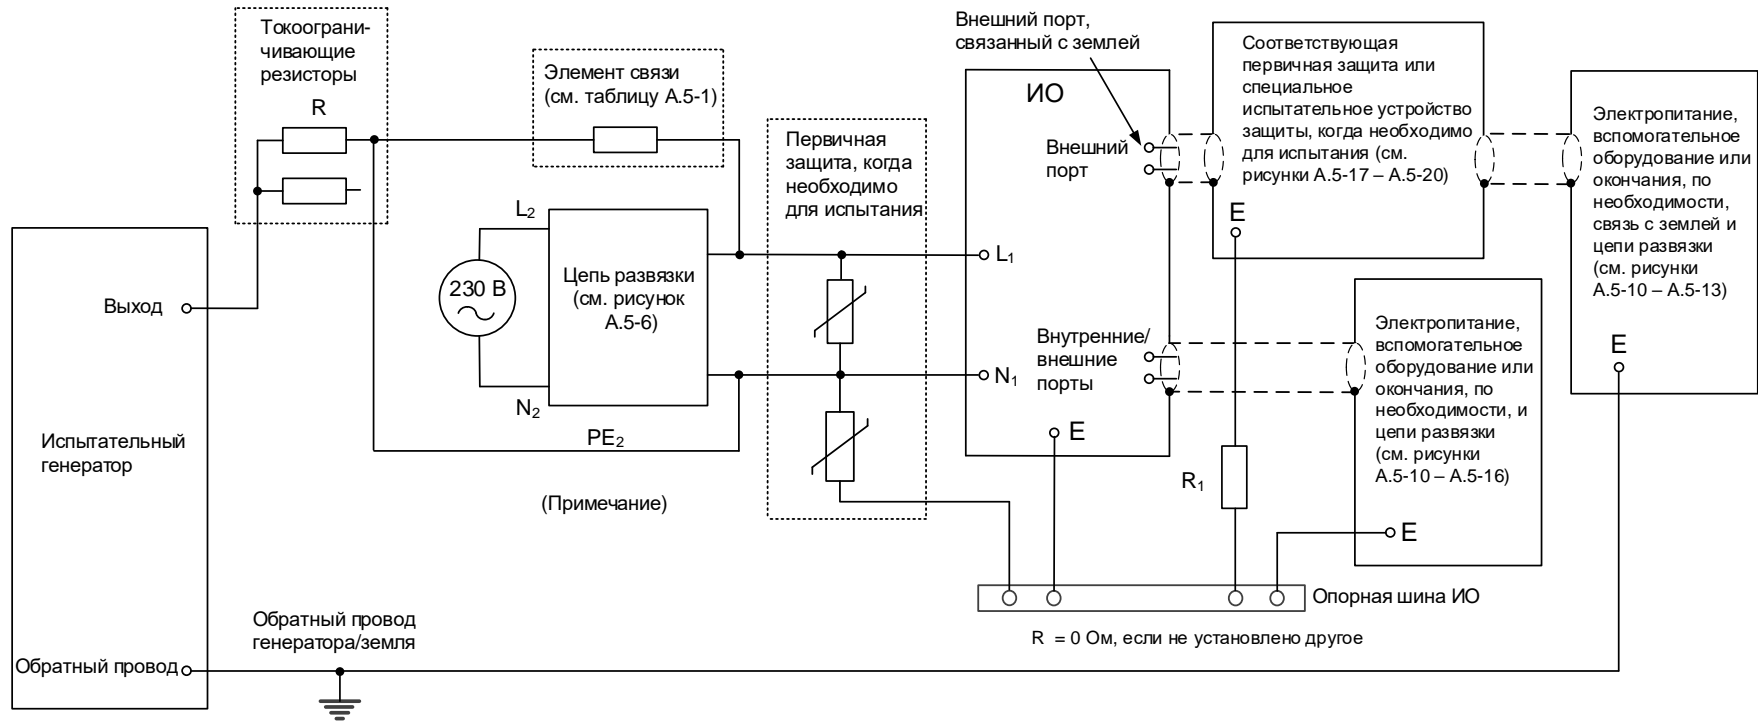 Токоограни-
чивающие
резисторы
R
Элемент связи
(см. таблицу А.5-1)
Первичная
защита, когда
необходимо
для испытания
Внешний порт,
связанный с землей
ИО
Внешний
порт
Соответствующая
первичная защита или
специальное
испытательное устройство
защиты, когда необходимо
для испытания (см.
рисунки А.5-17 – А.5-20)
E
Электропитание,
вспомогательное
оборудование или
окончания, по
необходимости,
связь с землей и
цепи развязки
(см. рисунки
А.5-10 – А.5-13)
E
L2
230 В
N2
Цепь развязки
(см. рисунок
А.5-6)
PE2
L1
N1
Внутренние/
внешние
порты
E
Электропитание,
вспомогательное
оборудование или
окончания, по
необходимости, и
цепи развязки
(см. рисунки
А.5-10 – А.5-16)
E
R1
Выход
Испытательный
генератор
Обратный провод
(Примечание)
Обратный провод
генератора/земля
Опорная шина ИО
R = 0 Ом, если не установлено другое